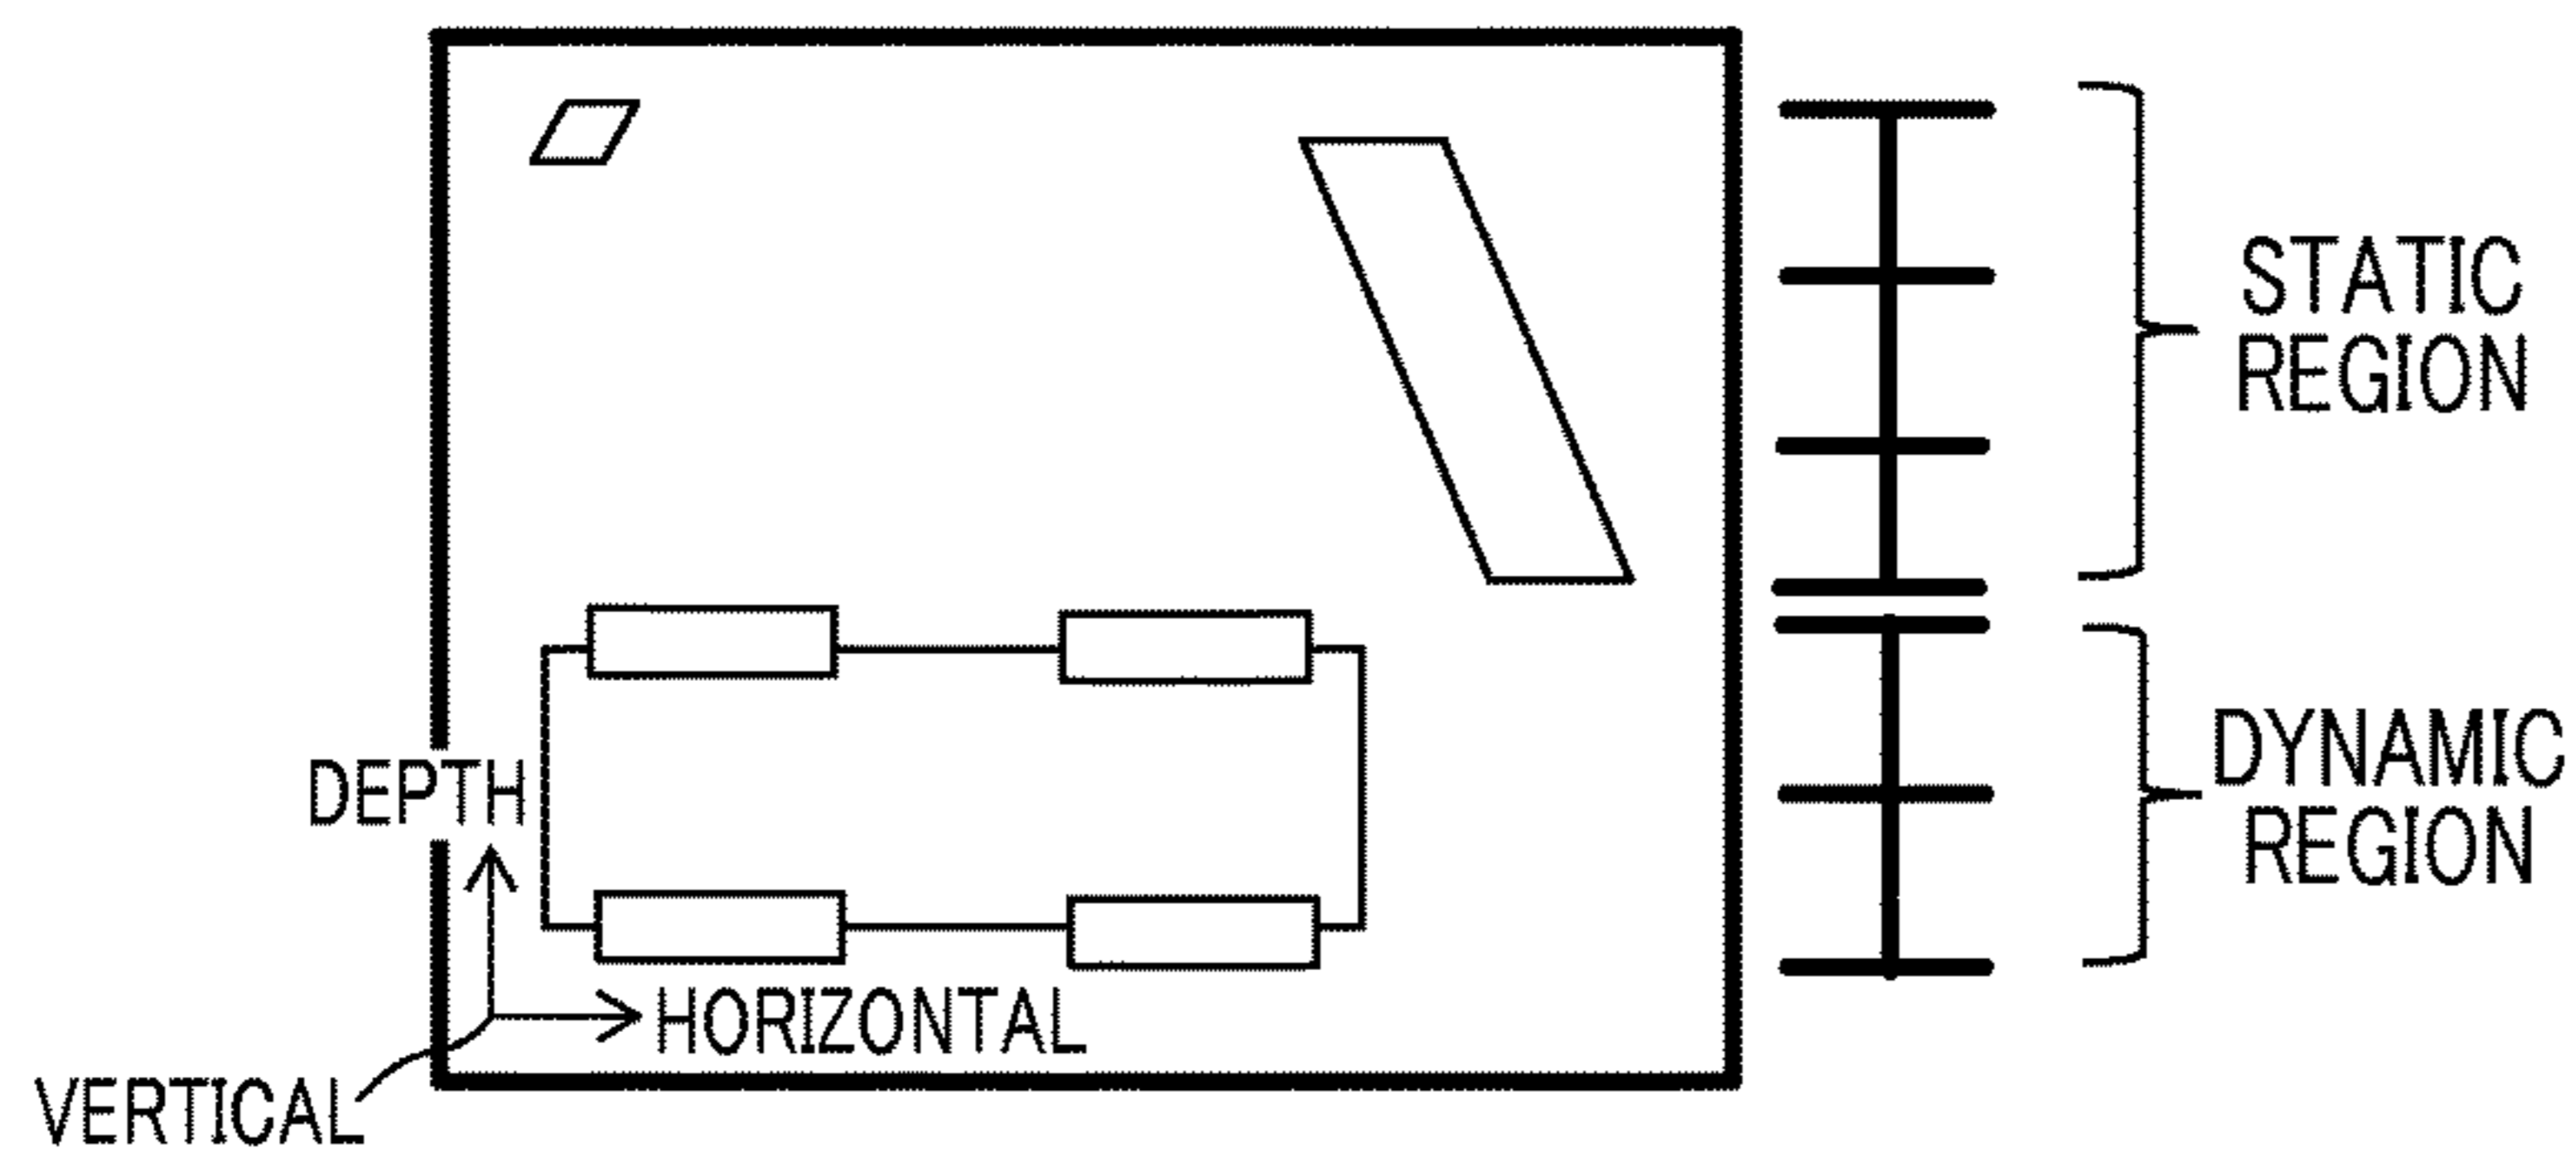 STATIC
REGION
DEPTH
DYNAMIC
REGION
HORIZONTAL
VERTICAL